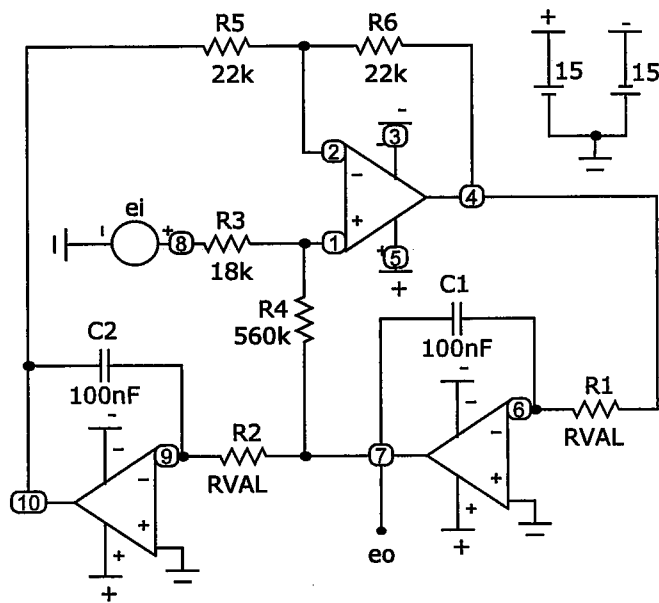 R5
R6
22k
22k
+
-
15
15
-
3
2
-
4
ei
R3
+
-
+
8
1
+
5
18k
+
R4
560k
C1
C2
100nF
100nF
-
-
R1
6
-
-
-
R2
RVAL
9
7
-
RVAL
+
10
+
+
+
eo
+
+